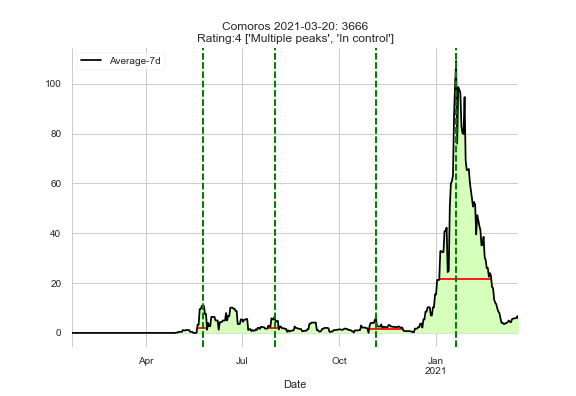 Comoros 2021-03-20: 3666
Rating:4 ['Multiple peaks', 'In control']
Average-7d
100
80
60
40
20
0
Apr
Jul
Oct
Jan
2021
Date